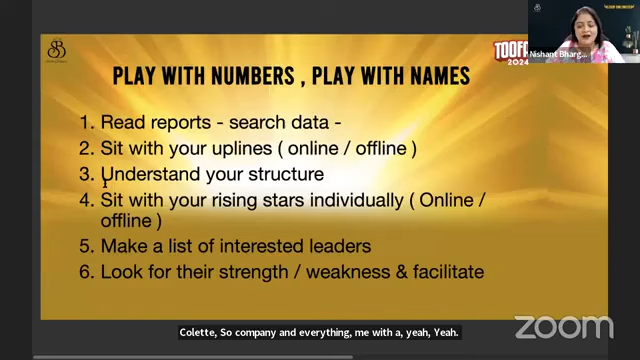 SB
TOOFA
2024
Nishant Bharg...
PLAY WITH NUMBERS , PLAY WITH NAMES
1. Read reports - search data -
2. Sit with your uplines ( online / offline )
3. Understand your structure
4. Sit with your rising stars individually ( Online /
offline )
5. Make a list of interested leaders
6. Look for their strength / weakness & facilitate
Colette, So company and everything, me with a, yeah, Yeah.
zoom